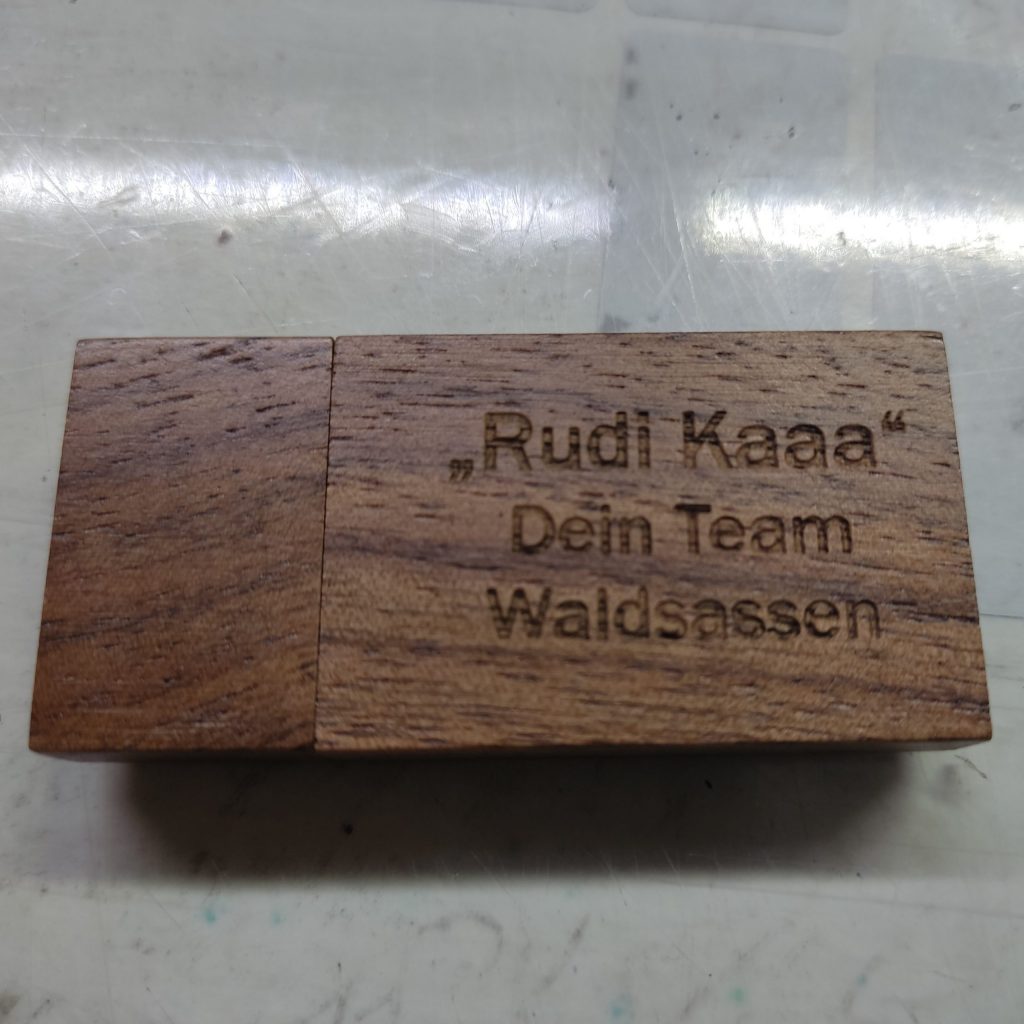 „Rudi Kaaa“
Dein Team
Waldsassen